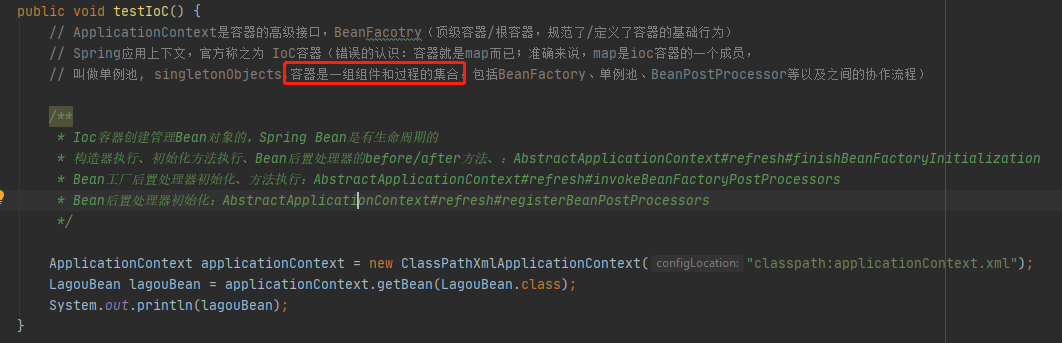 public void testIoC() {
// ApplicationContext是容器的高级接口，BeanFacotry（顶级容器/根容器，规范了/定义了容器的基础行为）
// Spring应用上下文，官方称之为 IoC容器（错误的认识：容器就是map而已；准确来说，map是ioc容器的一个成员，
// 叫做单例池, singletonObjects,容器是一组组件和过程的集合，包括BeanFactory、单例池、BeanPostProcessor等以及之间的协作流程）
/**
* Ioc容器创建管理Bean对象的，Spring Bean是有生命周期的
* 构造器执行、初始化方法执行、Bean后置处理器的before/after方法、：AbstractApplicationContext#refresh#finishBeanFactoryInitialization
* Bean工厂后置处理器初始化、方法执行：AbstractApplicationContext#refresh#invokeBeanFactoryPostProcessors
* Bean后置处理器初始化：AbstractApplicationContext#refresh#registerBeanPostProcessors
*/
ApplicationContext applicationContext = new ClassPathXmlApplicationContext( configLocation: "classpath:applicationContext.xml");
LagouBean lagouBean = applicationContext.getBean(LagouBean.class);
System.out.println(lagouBean);
}